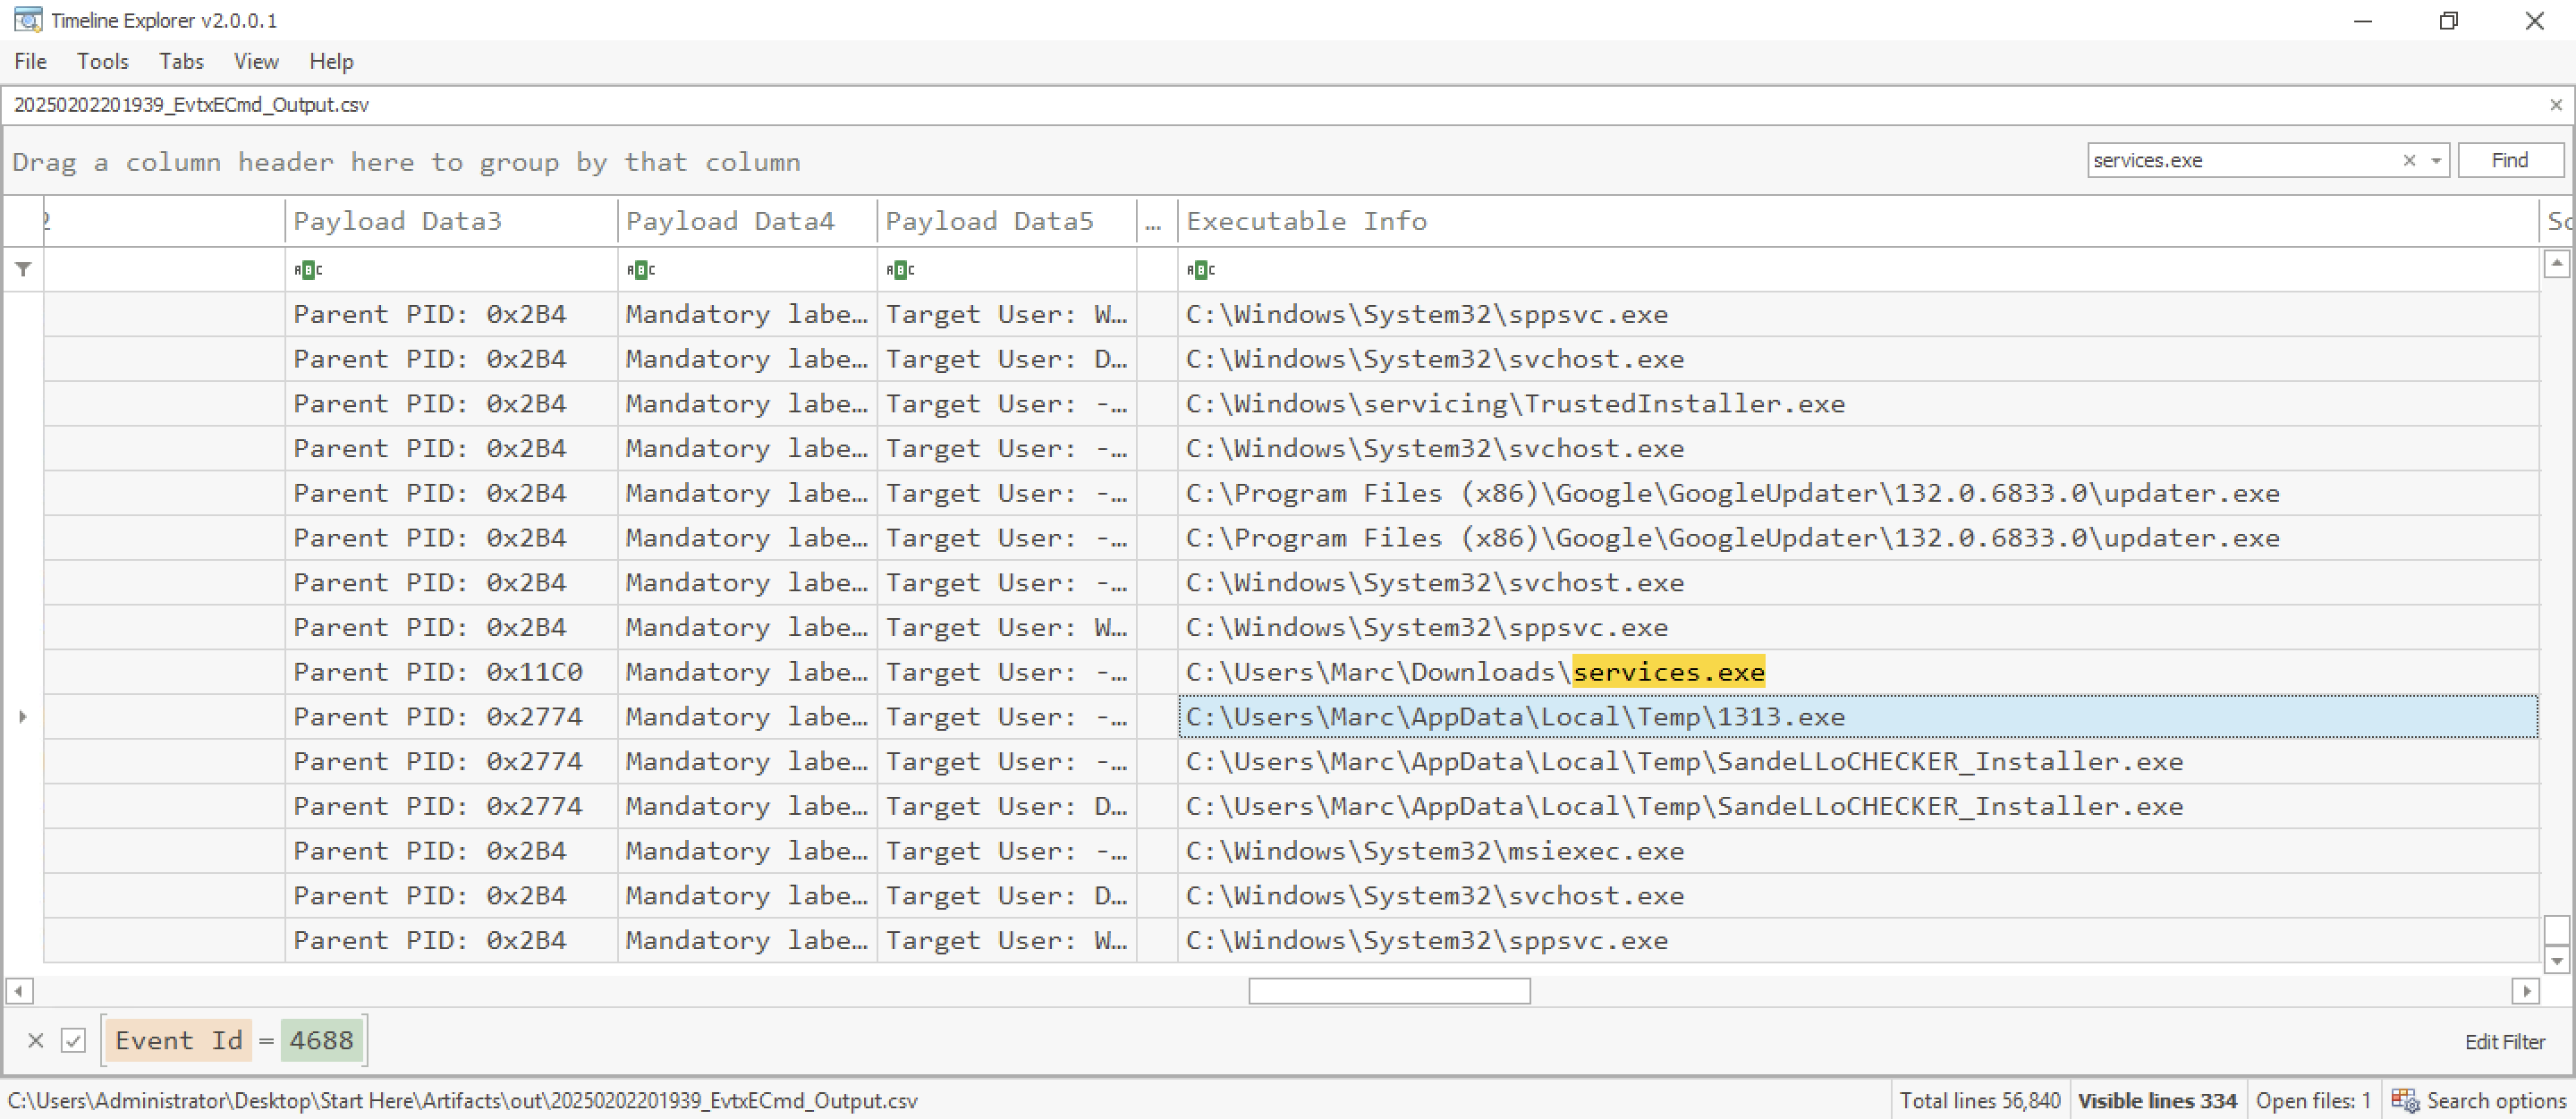 Timeline Explorer v2.0.0.1
File Tools Tabs View Help
20250202201939_EvtxECmd_Output.csv
Drag a column header here to group by that column
services.exe Find
2 Payload Data3 Payload Data4 Payload Data5 … Executable Info
Parent PID: 0x2B4 Mandatory labe… Target User: W… C:\Windows\System32\sppsvc.exe
Parent PID: 0x2B4 Mandatory labe… Target User: D… C:\Windows\System32\svchost.exe
Parent PID: 0x2B4 Mandatory labe… Target User: -… C:\Windows\servicing\TrustedInstaller.exe
Parent PID: 0x2B4 Mandatory labe… Target User: -… C:\Windows\System32\svchost.exe
Parent PID: 0x2B4 Mandatory labe… Target User: -… C:\Program Files (x86)\Google\GoogleUpdater\132.0.6833.0\updater.exe
Parent PID: 0x2B4 Mandatory labe… Target User: -… C:\Program Files (x86)\Google\GoogleUpdater\132.0.6833.0\updater.exe
Parent PID: 0x2B4 Mandatory labe… Target User: -… C:\Windows\System32\svchost.exe
Parent PID: 0x2B4 Mandatory labe… Target User: W… C:\Windows\System32\sppsvc.exe
Parent PID: 0x11C0 Mandatory labe… Target User: -… C:\Users\Marc\Downloads\services.exe
Parent PID: 0x2774 Mandatory labe… Target User: -… C:\Users\Marc\AppData\Local\Temp\1313.exe
Parent PID: 0x2774 Mandatory labe… Target User: -… C:\Users\Marc\AppData\Local\Temp\SandeLLoCHECKER_Installer.exe
Parent PID: 0x2774 Mandatory labe… Target User: D… C:\Users\Marc\AppData\Local\Temp\SandeLLoCHECKER_Installer.exe
Parent PID: 0x2B4 Mandatory labe… Target User: -… C:\Windows\System32\msiexec.exe
Parent PID: 0x2B4 Mandatory labe… Target User: D… C:\Windows\System32\svchost.exe
Parent PID: 0x2B4 Mandatory labe… Target User: W… C:\Windows\System32\sppsvc.exe
Event Id = 4688 Edit Filter
C:\Users\Administrator\Desktop\Start Here\Artifacts\out\20250202201939_EvtxECmd_Output.csv Total lines 56,840 Visible lines 334 Open files: 1 Search options